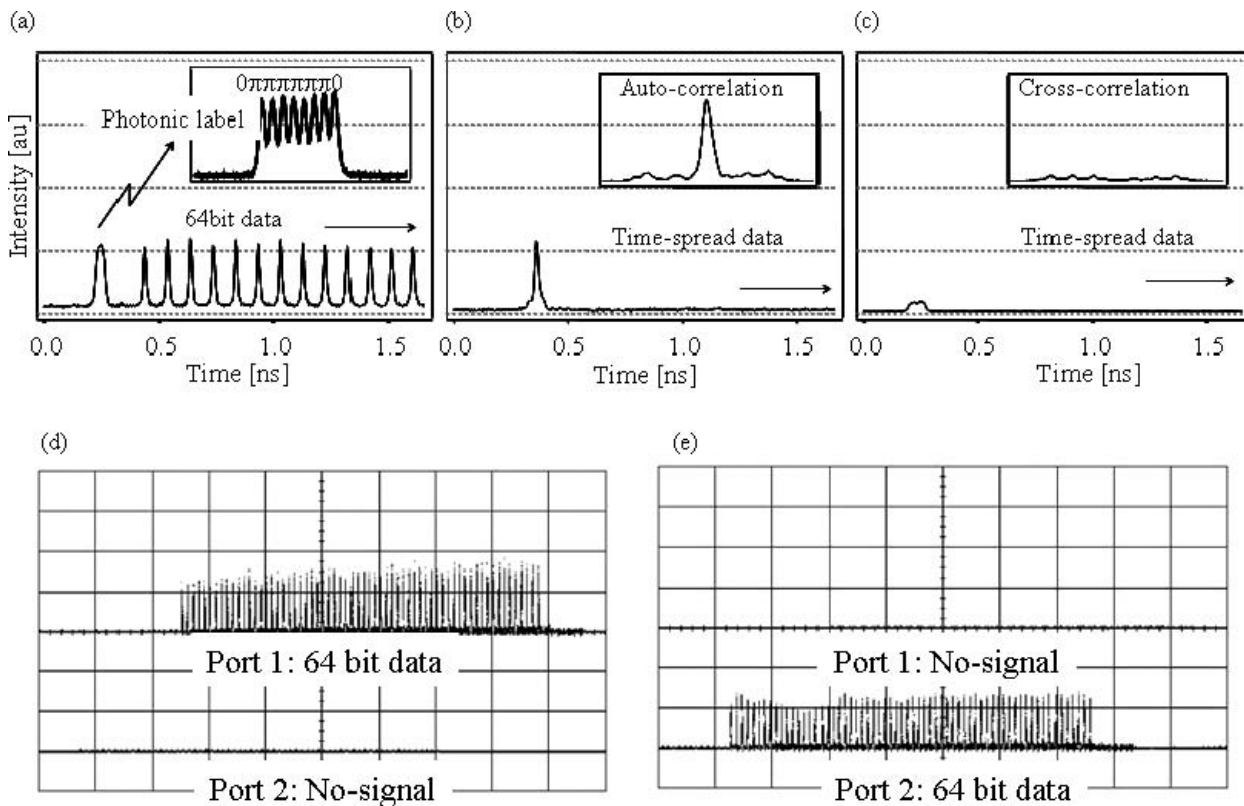 (a)
Intensity [au]
0πππππππ0
Photonic label
64bit data
0.0 0.5 1.0 1.5
Time [ns]
(b)
Auto-correlation
Time-spread data
0.0 0.5 1.0 1.5
Time [ns]
(c)
Cross-correlation
Time-spread data
0.0 0.5 1.0 1.5
Time [ns]
(d)
Port 1: 64 bit data
Port 2: No-signal
(e)
Port 1: No-signal
Port 2: 64 bit data